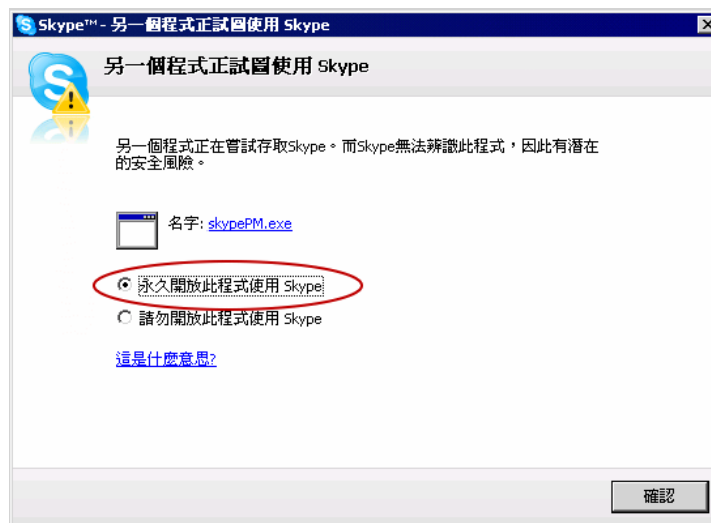 Skype™ - 另一個程式正試圖使用 Skype
另一個程式正試圖使用 Skype
另一個程式正在嘗試存取Skype。而Skype無法辨識此程式，因此有潛在
的安全風險。
名字: skypePM.exe
永久開放此程式使用 Skype
請勿開放此程式使用 Skype
這是什麼意思?
確認